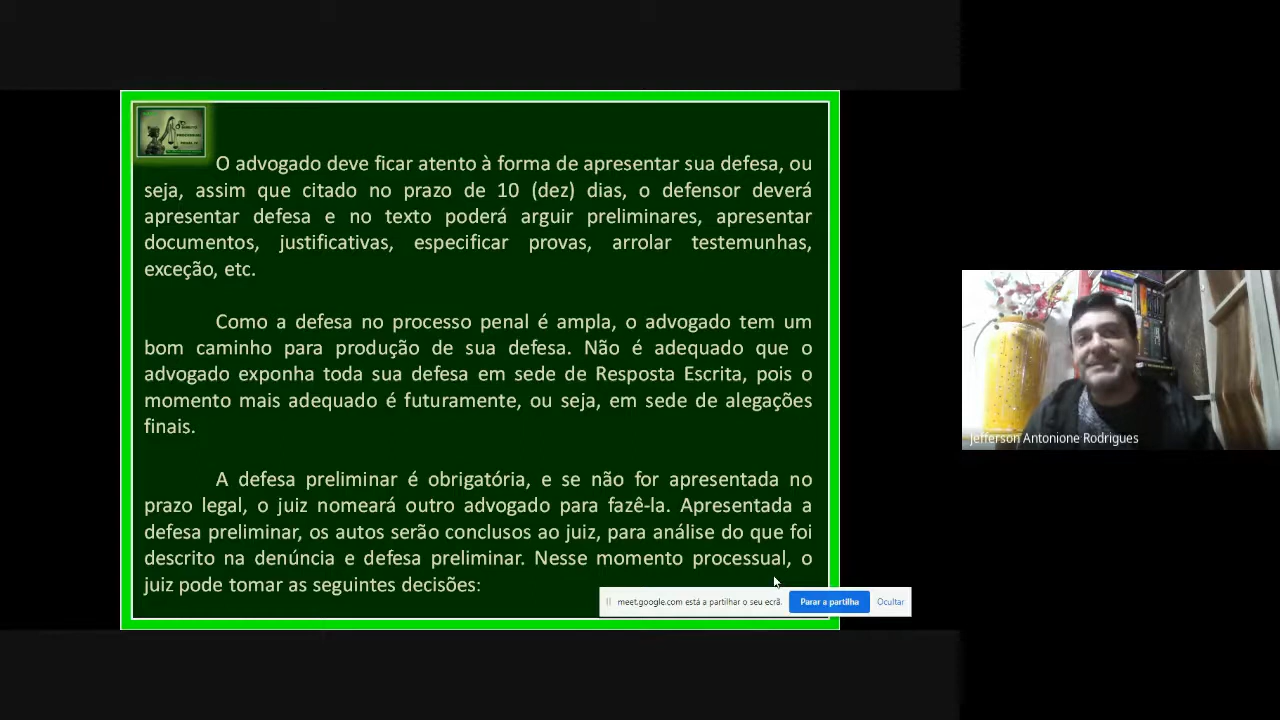 O advogado deve ficar atento à forma de apresentar sua defesa, ou
seja, assim que citado no prazo de 10 (dez) dias, o defensor deverá
apresentar defesa e no texto poderá arguir preliminares, apresentar
documentos, justificativas, especificar provas, arrolar testemunhas,
exceção, etc.
Como a defesa no processo penal é ampla, o advogado tem um
bom caminho para produção de sua defesa. Não é adequado que o
advogado exponha toda sua defesa em sede de Resposta Escrita, pois o
momento mais adequado é futuramente, ou seja, em sede de alegações
finais.
A defesa preliminar é obrigatória, e se não for apresentada no
prazo legal, o juiz nomeará outro advogado para fazê-la. Apresentada a
defesa preliminar, os autos serão conclusos ao juiz, para análise do que foi
descrito na denúncia e defesa preliminar. Nesse momento processual, o
juiz pode tomar as seguintes decisões:
meet.google.com está a partilhar o seu ecrã.
Parar a partilha
Ocultar
Jefferson Antonione Rodrigues